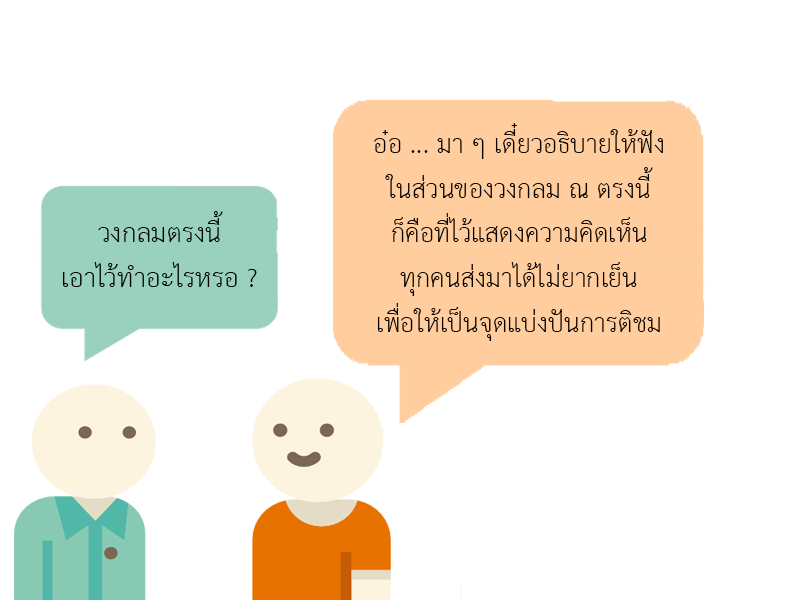 วงกลมตรงนี้
เอาไว้ทำอะไรหรอ ?
อ๋อ ... มา ๆ เดี๋ยวอธิบายให้ฟัง
ในส่วนของวงกลม ณ ตรงนี้
ก็คือที่ไว้แสดงความคิดเห็น
ทุกคนส่งมาได้ไม่ยากเย็น
เพื่อให้เป็นจุดแบ่งปันการติชม